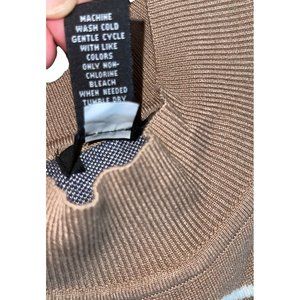 MACHINE
WASH COLD
GENTLE CYCLE
WITH LIKE
COLORS
ONLY NON-
CHLORINE
BLEACH
WHEN NEEDED
TUMBLE DRY